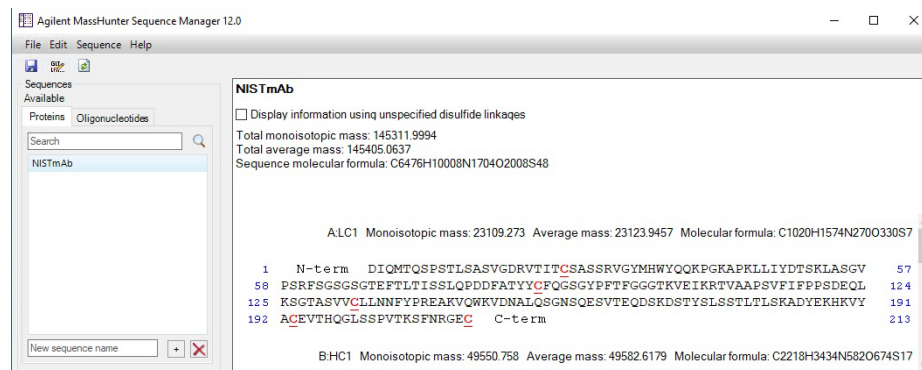 Agilent MassHunter Sequence Manager 12.0
File Edit Sequence Help
Sequences
Available
Proteins Oligonucleotides
Search
NISTmAb
New sequence name +
NISTmAb
Display information using unspecified disulfide linkages
Total monoisotopic mass: 145311.9994
Total average mass: 145405.0637
Sequence molecular formula: C6476H10008N1704O2008S48
A:LC1 Monoisotopic mass: 23109.273 Average mass: 23123.9457 Molecular formula: C1020H1574N270O330S7
1 N-term DIQMTQSPSTLSASVGDRVTITCSASSRVGYMHWYQQKPGKAPKLLIYDTSKLASGV 57
58 PSRFSGSGSGTEFTLTISSLQPDDFATYYCFQGSGYPFTFGGGTKVEIKRTVAAPSVFIFPPSDEQL 124
125 KSGTASVVCLLNNFYPREAKVQWKVDNALQSGNSQESVTEQDSKDSTYSLSSTLTLSKADYEKHKVY 191
192 ACEVTHQGLSSPVTKSFNRGEC C-term 213
B:HC1 Monoisotopic mass: 49550.758 Average mass: 49582.6179 Molecular formula: C2218H3434N582O674S17